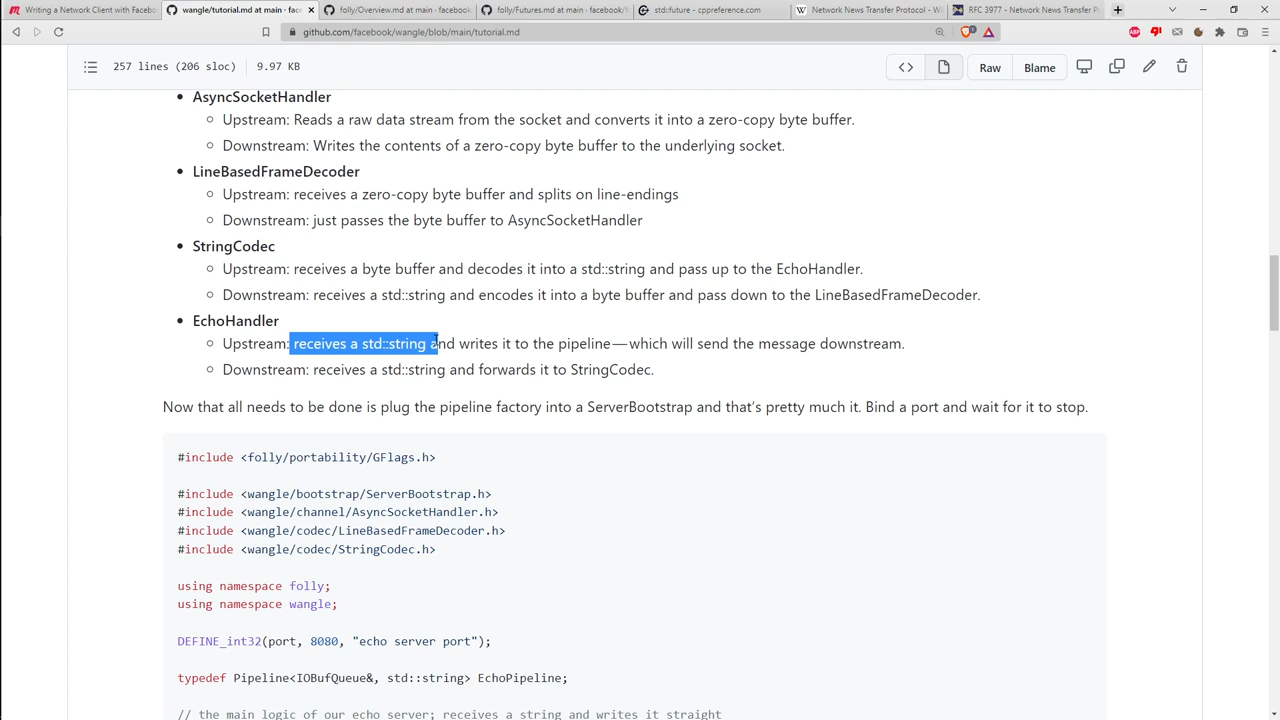 Writing a Network Client with Faceb
wangle/tutorial.md at main · face
folly/Overview.md at main · facebook
folly/Futures.md at main · facebook/
std::future - cppreference.com
Network News Transfer Protocol - Wi
RFC 3977 - Network News Transfer P
github.com/facebook/wangle/blob/main/tutorial.md
257 lines (206 sloc) 9.97 KB
Raw Blame
AsyncSocketHandler
Upstream: Reads a raw data stream from the socket and converts it into a zero-copy byte buffer.
Downstream: Writes the contents of a zero-copy byte buffer to the underlying socket.
LineBasedFrameDecoder
Upstream: receives a zero-copy byte buffer and splits on line-endings
Downstream: just passes the byte buffer to AsyncSocketHandler
StringCodec
Upstream: receives a byte buffer and decodes it into a std::string and pass up to the EchoHandler.
Downstream: receives a std::string and encodes it into a byte buffer and pass down to the LineBasedFrameDecoder.
EchoHandler
Upstream: receives a std::string and writes it to the pipeline—which will send the message downstream.
Downstream: receives a std::string and forwards it to StringCodec.
Now that all needs to be done is plug the pipeline factory into a ServerBootstrap and that’s pretty much it. Bind a port and wait for it to stop.
#include <folly/portability/GFlags.h>
#include <wangle/bootstrap/ServerBootstrap.h>
#include <wangle/channel/AsyncSocketHandler.h>
#include <wangle/codec/LineBasedFrameDecoder.h>
#include <wangle/codec/StringCodec.h>
using namespace folly;
using namespace wangle;
DEFINE_int32(port, 8080, "echo server port");
typedef Pipeline<IOBufQueue&, std::string> EchoPipeline;
// the main logic of our echo server; receives a string and writes it straight